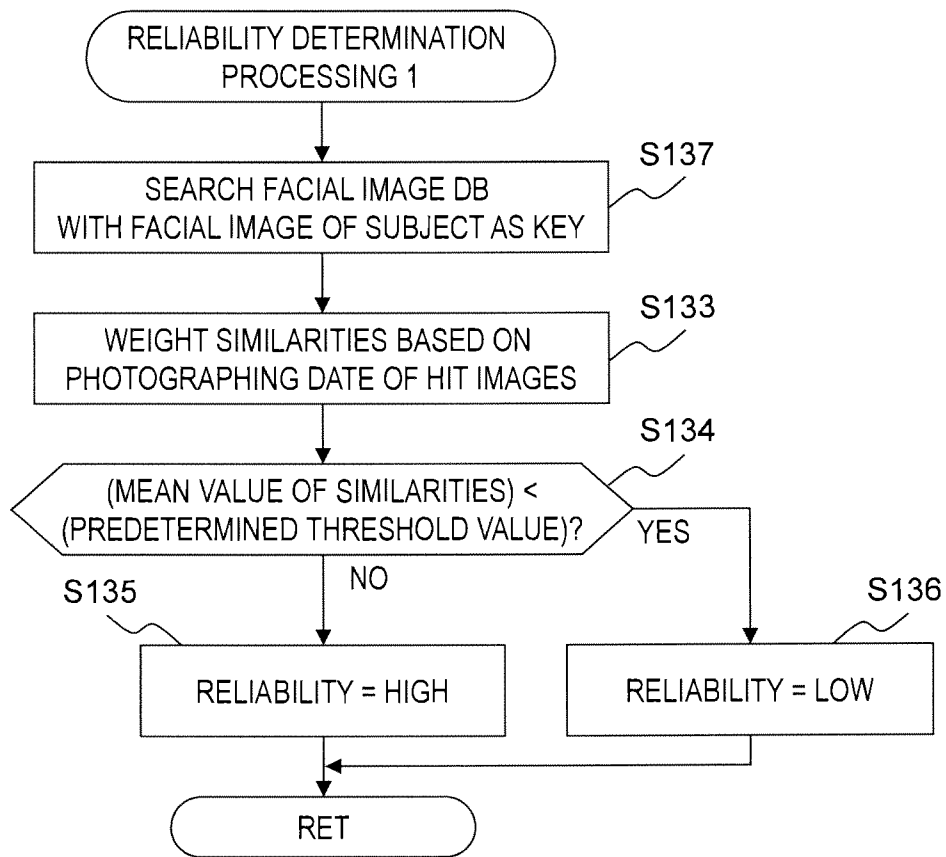 RELIABILITY DETERMINATION
PROCESSING 1
S137
SEARCH FACIAL IMAGE DB
WITH FACIAL IMAGE OF SUBJECT AS KEY
S133
WEIGHT SIMILARITIES BASED ON
PHOTOGRAPHING DATE OF HIT IMAGES
S134
(MEAN VALUE OF SIMILARITIES) <
(PREDETERMINED THRESHOLD VALUE)?
YES
NO
S135
S136
RELIABILITY = HIGH
RELIABILITY = LOW
RET